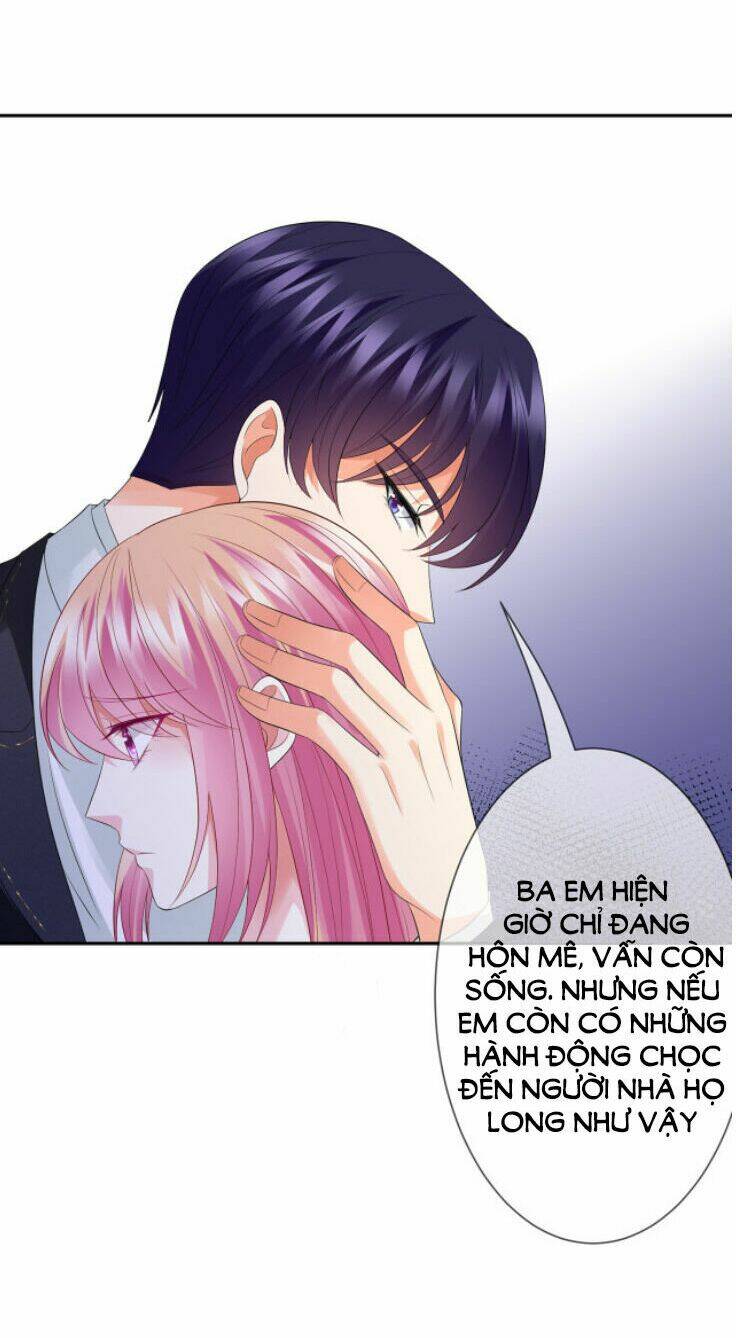 BA EM HIỆN
GIỜ CHỈ ĐANG
HÔN MÊ, VẪN CÒN
SỐNG. NHƯNG NẾU
EM CÒN CÓ NHỮNG
HÀNH ĐỘNG CHỌC
ĐẾN NGƯỜI NHÀ HỌ
LONG NHƯ VẬY